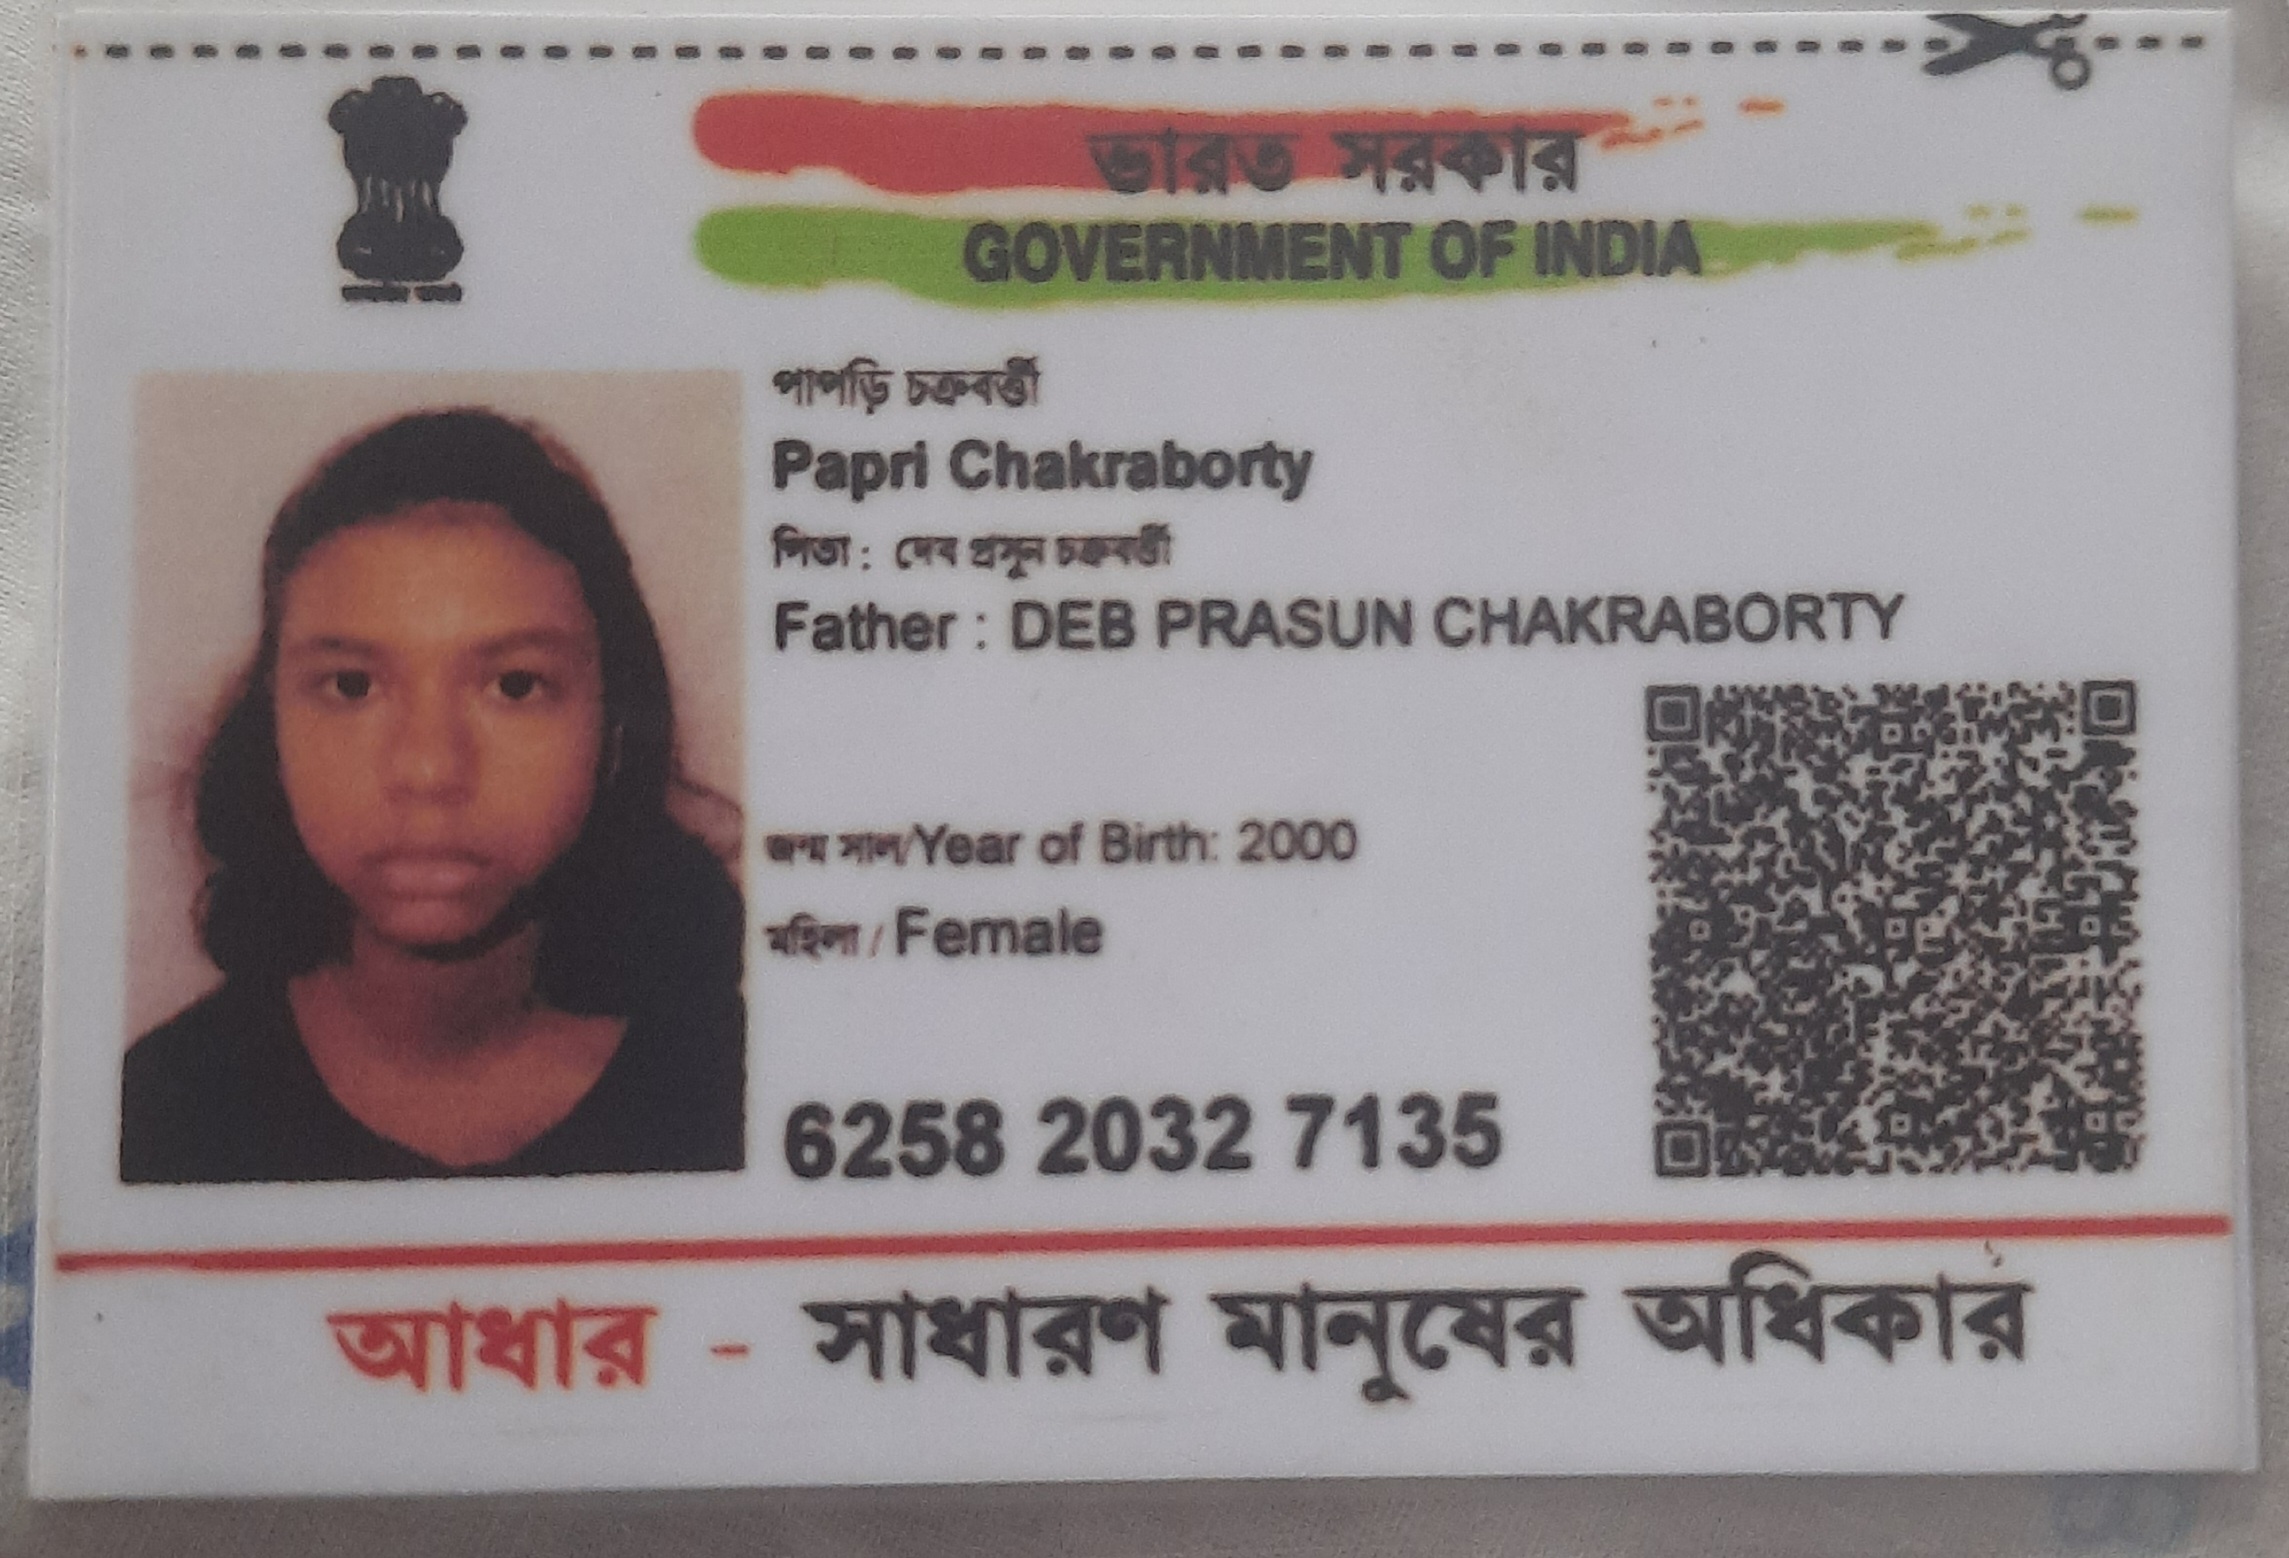 ভারত সরকার
GOVERNMENT OF INDIA
পাপড়ি চক্রবর্ত্তী
Papri Chakraborty
পিতা : দেব প্রসুন চক্রবর্ত্তী
Father : DEB PRASUN CHAKRABORTY
জন্ম সাল/Year of Birth: 2000
মহিলা / Female
6258 2032 7135
আধার - সাধারণ মানুষের অধিকার